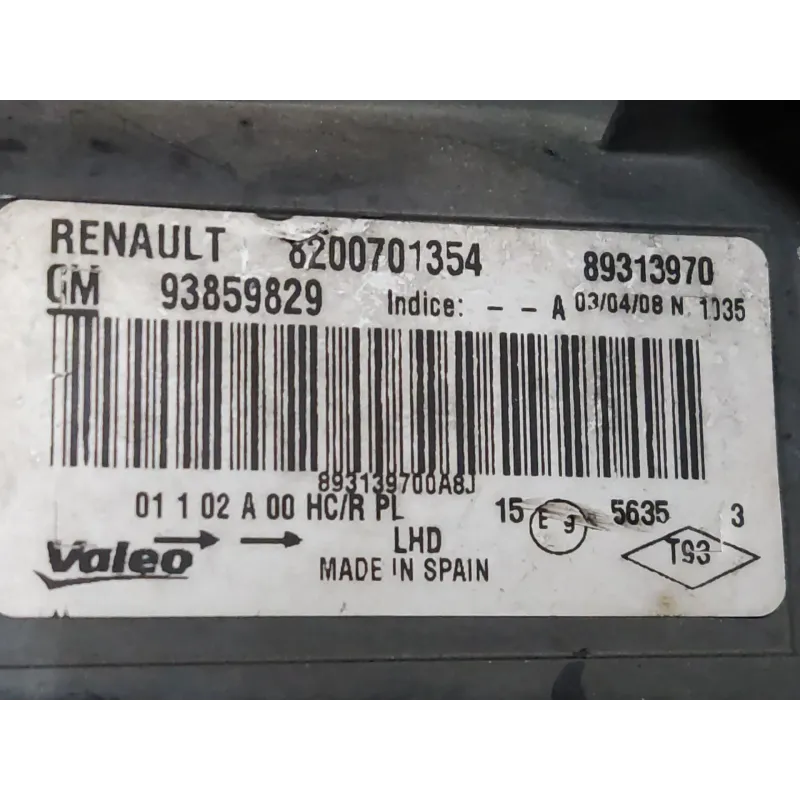 RENAULT 8200701354 89313970
GM 93859829 Indice: - - A 03/04/08 N 1035
893139700A8J
01 1 02 A 00 HC/R PL 15 E 9 5635 3
Valeo LHD T93
MADE IN SPAIN